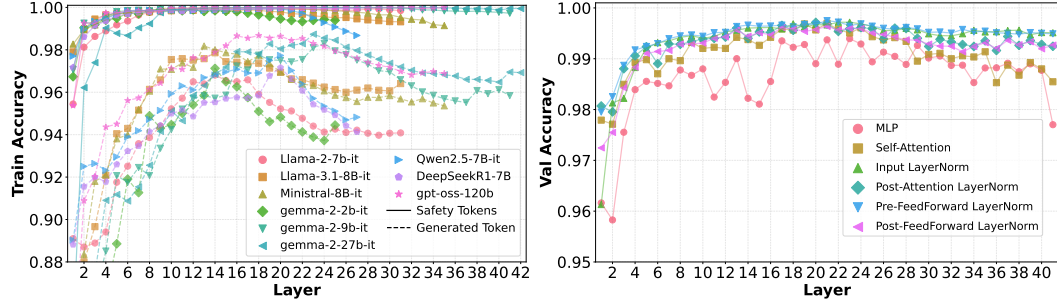 Train Accuracy
1.00
0.98
0.96
0.94
0.92
0.90
0.88
2 4 6 8 10 12 14 16 18 20 22 24 26 28 30 32 34 36 38 40 42
Layer
Llama-2-7b-it
Llama-3.1-8B-it
Ministral-8B-it
gemma-2-2b-it
gemma-2-9b-it
gemma-2-27b-it
Qwen2.5-7B-it
DeepSeekR1-7B
gpt-oss-120b
Safety Tokens
Generated Token
Val Accuracy
1.00
0.99
0.98
0.97
0.96
0.95
2 4 6 8 10 12 14 16 18 20 22 24 26 28 30 32 34 36 38 40
Layer
MLP
Self-Attention
Input LayerNorm
Post-Attention LayerNorm
Pre-FeedForward LayerNorm
Post-FeedForward LayerNorm